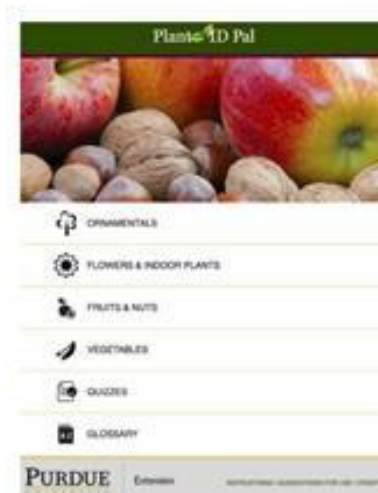 Plant ID Pal
ORNAMENTALS
FLOWERS & INDOOR PLANTS
FRUITS & NUTS
VEGETABLES
QUIZZES
GLOSSARY
PURDUE Extension